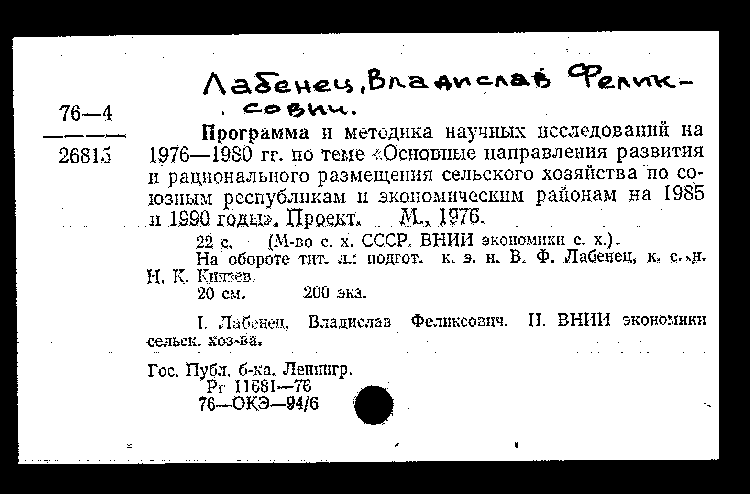 Лабенец, Владислав Феликсович.
76—4
26815
Программа и методика научных исследований на
1976—1980 гг. по теме «Основные направления развития
и рационального размещения сельского хозяйства по со-
юзным республикам и экономическим районам на 1985
и 1990 годы». Проект. М., 1976.
22 с. (М-во с. х. СССР. ВНИИ экономики с. х.).
На обороте тит. л.: подгот. к. э. н. В. Ф. Лабенец, к. с.-х. н.
Н. К. Князев.
20 см. 200 экз.
I. Лабенец, Владислав Феликсович. II. ВНИИ экономики
сельск. хоз-ва.
Гос. Публ. б-ка. Ленингр.
Рг 11681—76
76—ОКЭ—94/6